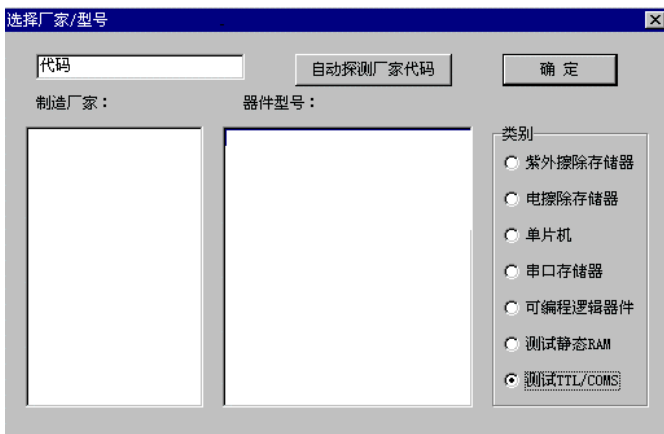 选择厂家/型号
代码
自动探测厂家代码
确 定
制造厂家：
器件型号：
类别
紫外擦除存储器
电擦除存储器
单片机
串口存储器
可编程逻辑器件
测试静态RAM
测试TTL/COMS